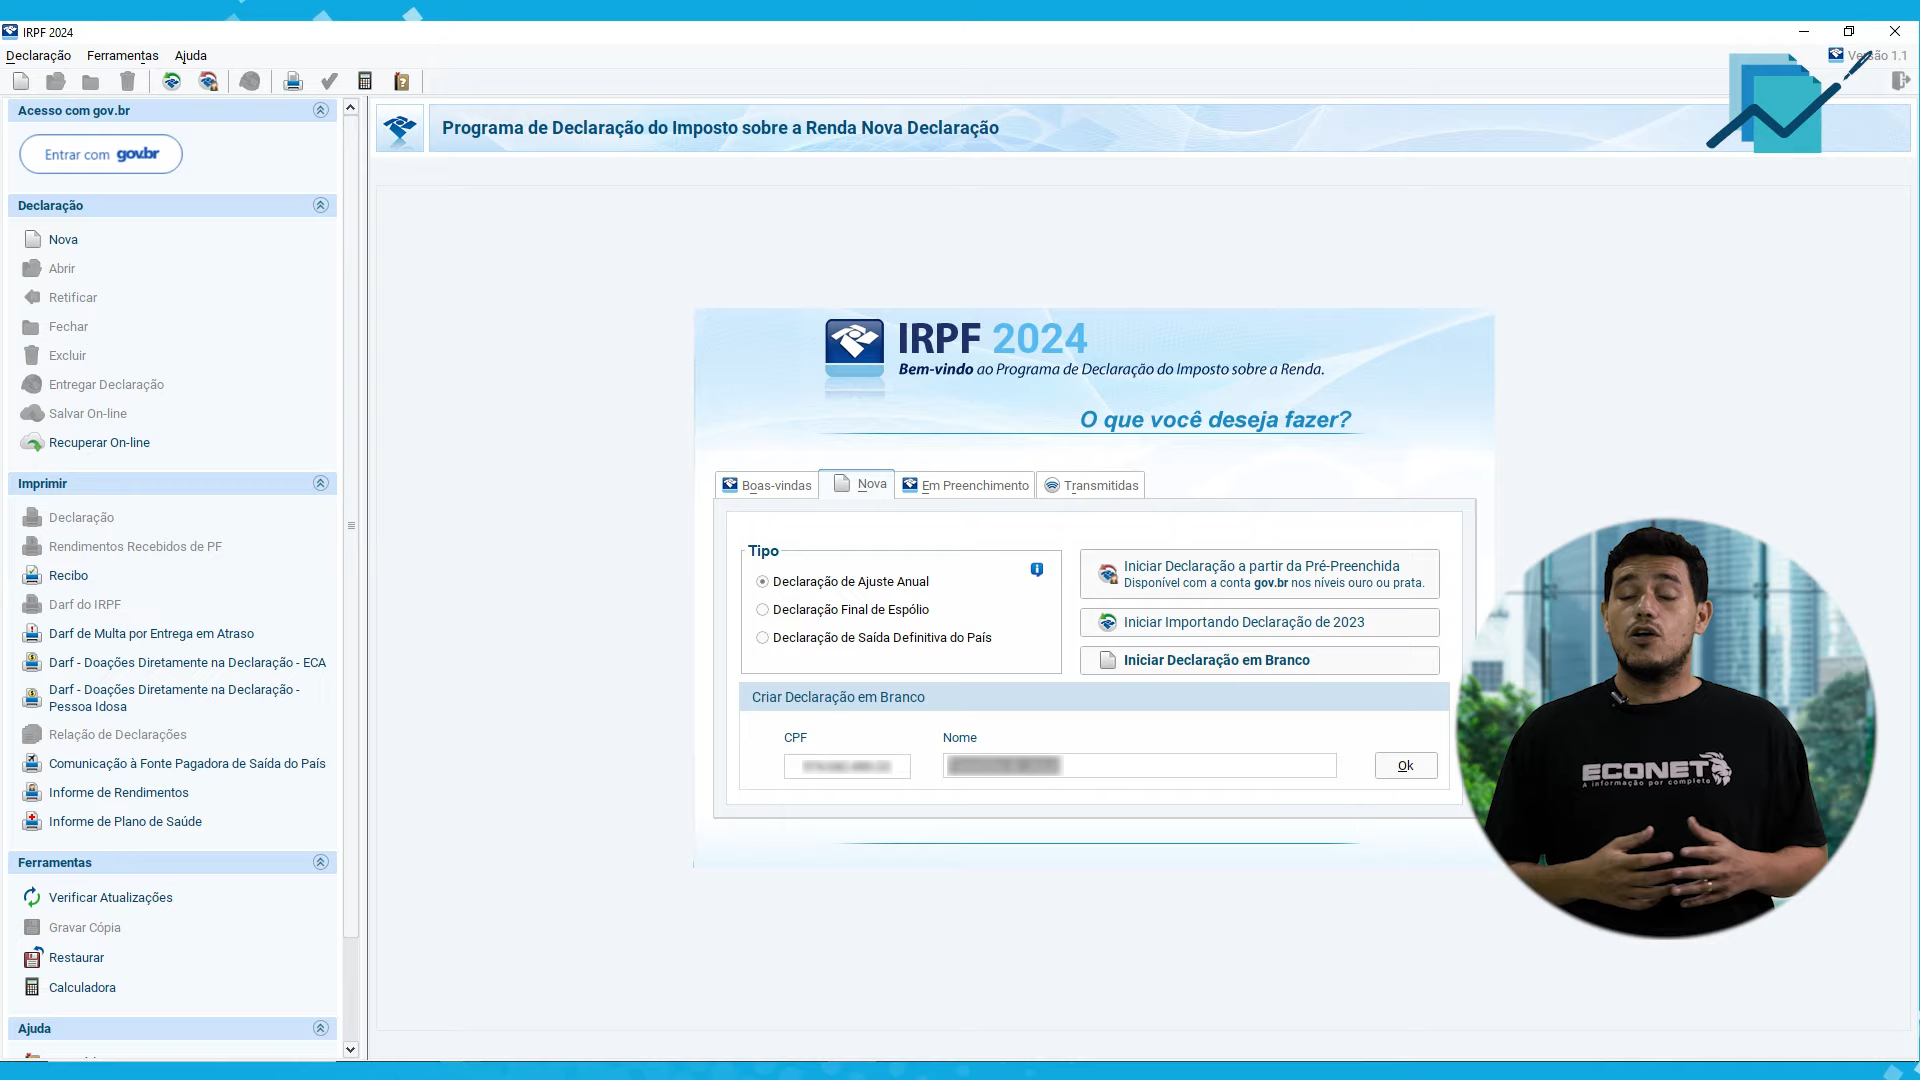 IRPF 2024
Declaração Ferramentas Ajuda
Versão 1.1
Acesso com gov.br
Entrar com gov.br
Declaração
Nova
Abrir
Retificar
Fechar
Excluir
Entregar Declaração
Salvar On-line
Recuperar On-line
Imprimir
Declaração
Rendimentos Recebidos de PF
Recibo
Darf do IRPF
Darf de Multa por Entrega em Atraso
Darf - Doações Diretamente na Declaração - ECA
Darf - Doações Diretamente na Declaração -
Pessoa Idosa
Relação de Declarações
Comunicação à Fonte Pagadora de Saída do País
Informe de Rendimentos
Informe de Plano de Saúde
Ferramentas
Verificar Atualizações
Gravar Cópia
Restaurar
Calculadora
Ajuda
Programa de Declaração do Imposto sobre a Renda Nova Declaração
IRPF 2024
Bem-vindo ao Programa de Declaração do Imposto sobre a Renda.
O que você deseja fazer?
Boas-vindas Nova Em Preenchimento Transmitidas
Tipo
Declaração de Ajuste Anual
Declaração Final de Espólio
Declaração de Saída Definitiva do País
Iniciar Declaração a partir da Pré-Preenchida
Disponível com a conta gov.br nos níveis ouro ou prata.
Iniciar Importando Declaração de 2023
Iniciar Declaração em Branco
Criar Declaração em Branco
CPF Nome
Ok
ECONET
A informação por completo